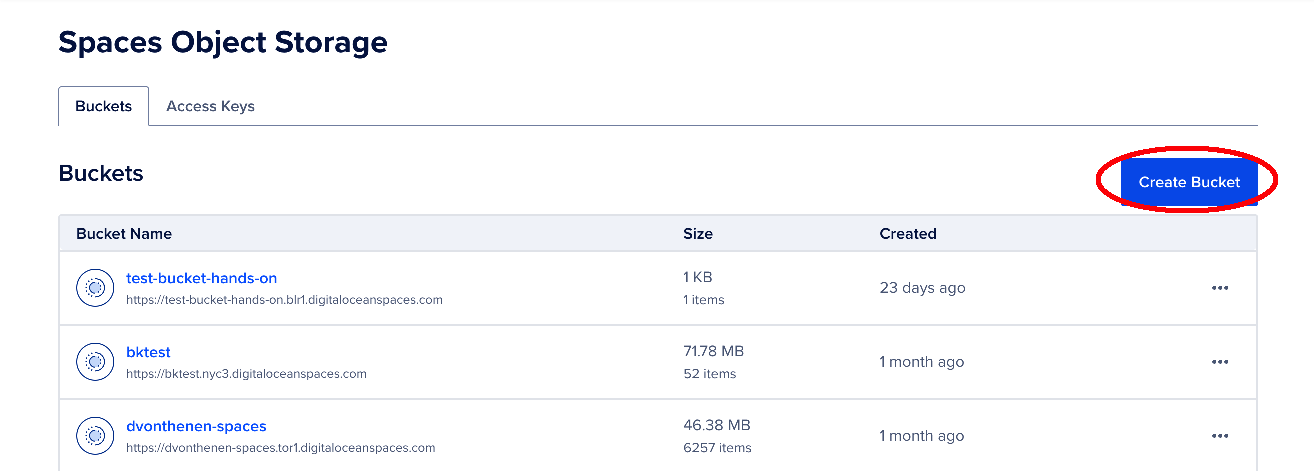 Spaces Object Storage
Buckets Access Keys
Buckets
Create Bucket
Bucket Name Size Created
test-bucket-hands-on 1 KB
https://test-bucket-hands-on.blr1.digitaloceanspaces.com 1 items 23 days ago
bktest 71.78 MB
https://bktest.nyc3.digitaloceanspaces.com 52 items 1 month ago
dvonthenen-spaces 46.38 MB
https://dvonthenen-spaces.tor1.digitaloceanspaces.com 6257 items 1 month ago